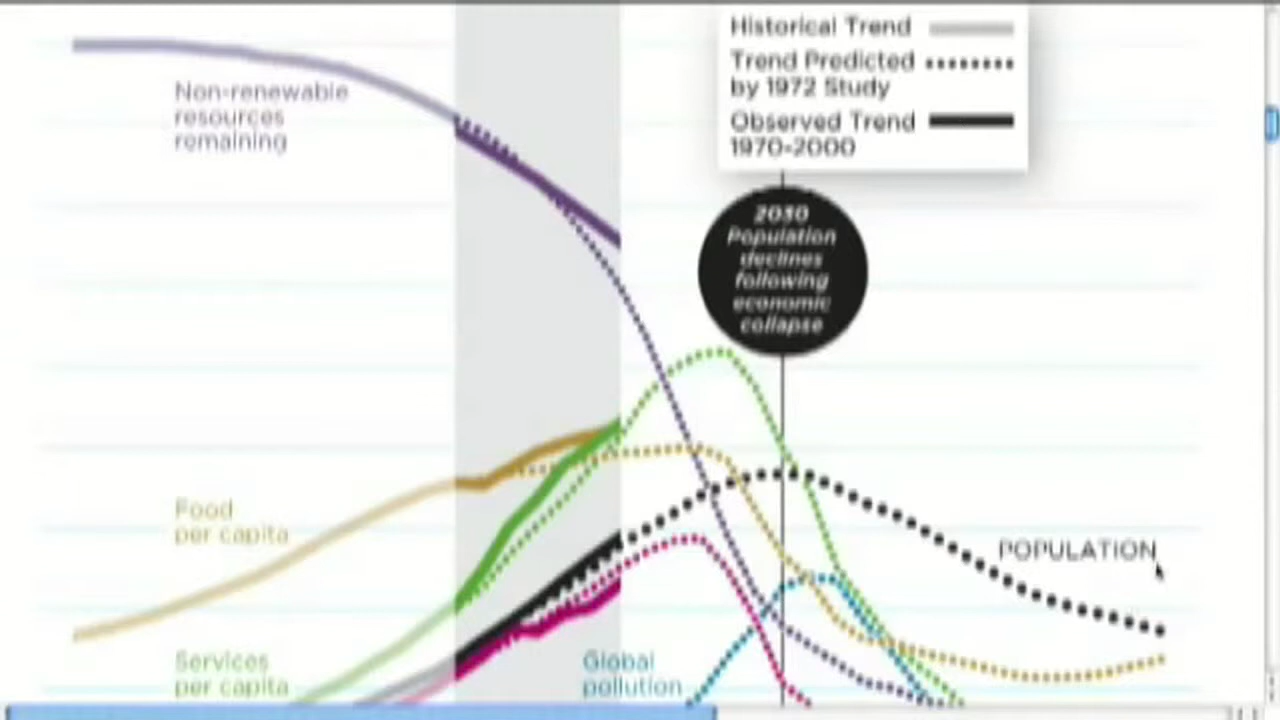 Historical Trend
Trend Predicted
by 1972 Study
Observed Trend
1970-2000
Non-renewable
resources
remaining
2030
Population
declines
following
economic
collapse
Food
per capita
POPULATION
Services
per capita
Global
pollution